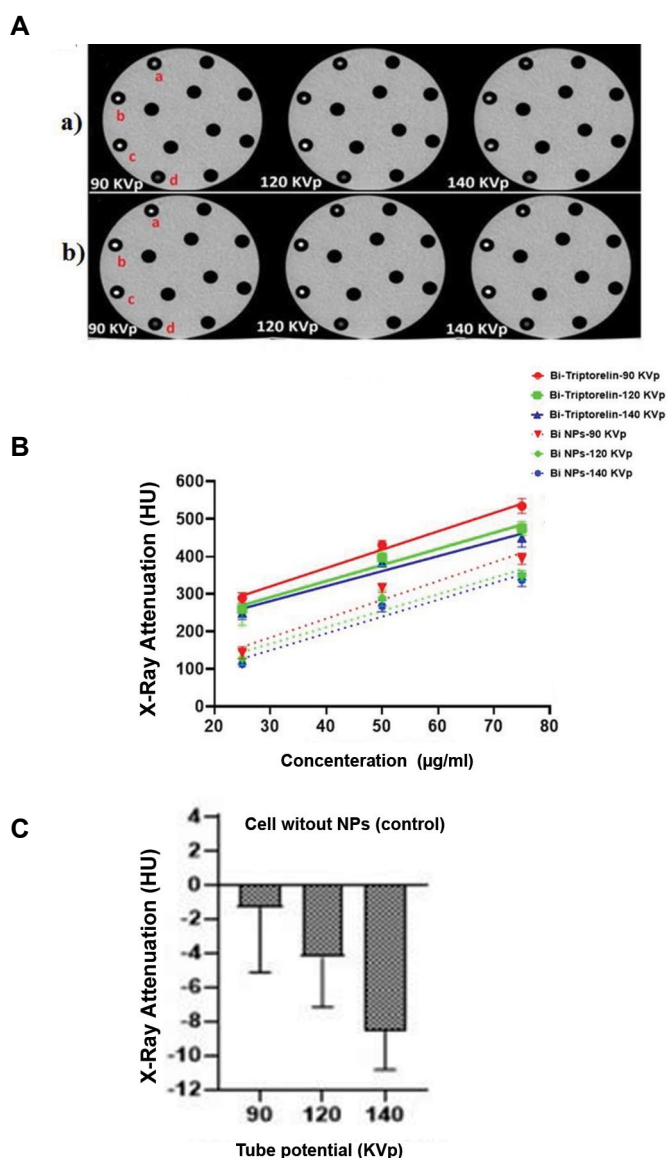 A
a)
a
b
c
d
90 KVp
120 KVp
140 KVp
b)
a
b
c
d
90 KVp
120 KVp
140 KVp
Bi-Triptorelin-90 KVp
Bi-Triptorelin-120 KVp
Bi-Triptorelin-140 KVp
Bi NPs-90 KVp
Bi NPs-120 KVp
Bi NPs-140 KVp
B
X-Ray Attenuation (HU)
600
500
400
300
200
100
0
20 30 40 50 60 70 80
Concenteration (µg/ml)
C
Cell witout NPs (control)
X-Ray Attenuation (HU)
4
2
0
-2
-4
-6
-8
-10
-12
90 120 140
Tube potential (KVp)